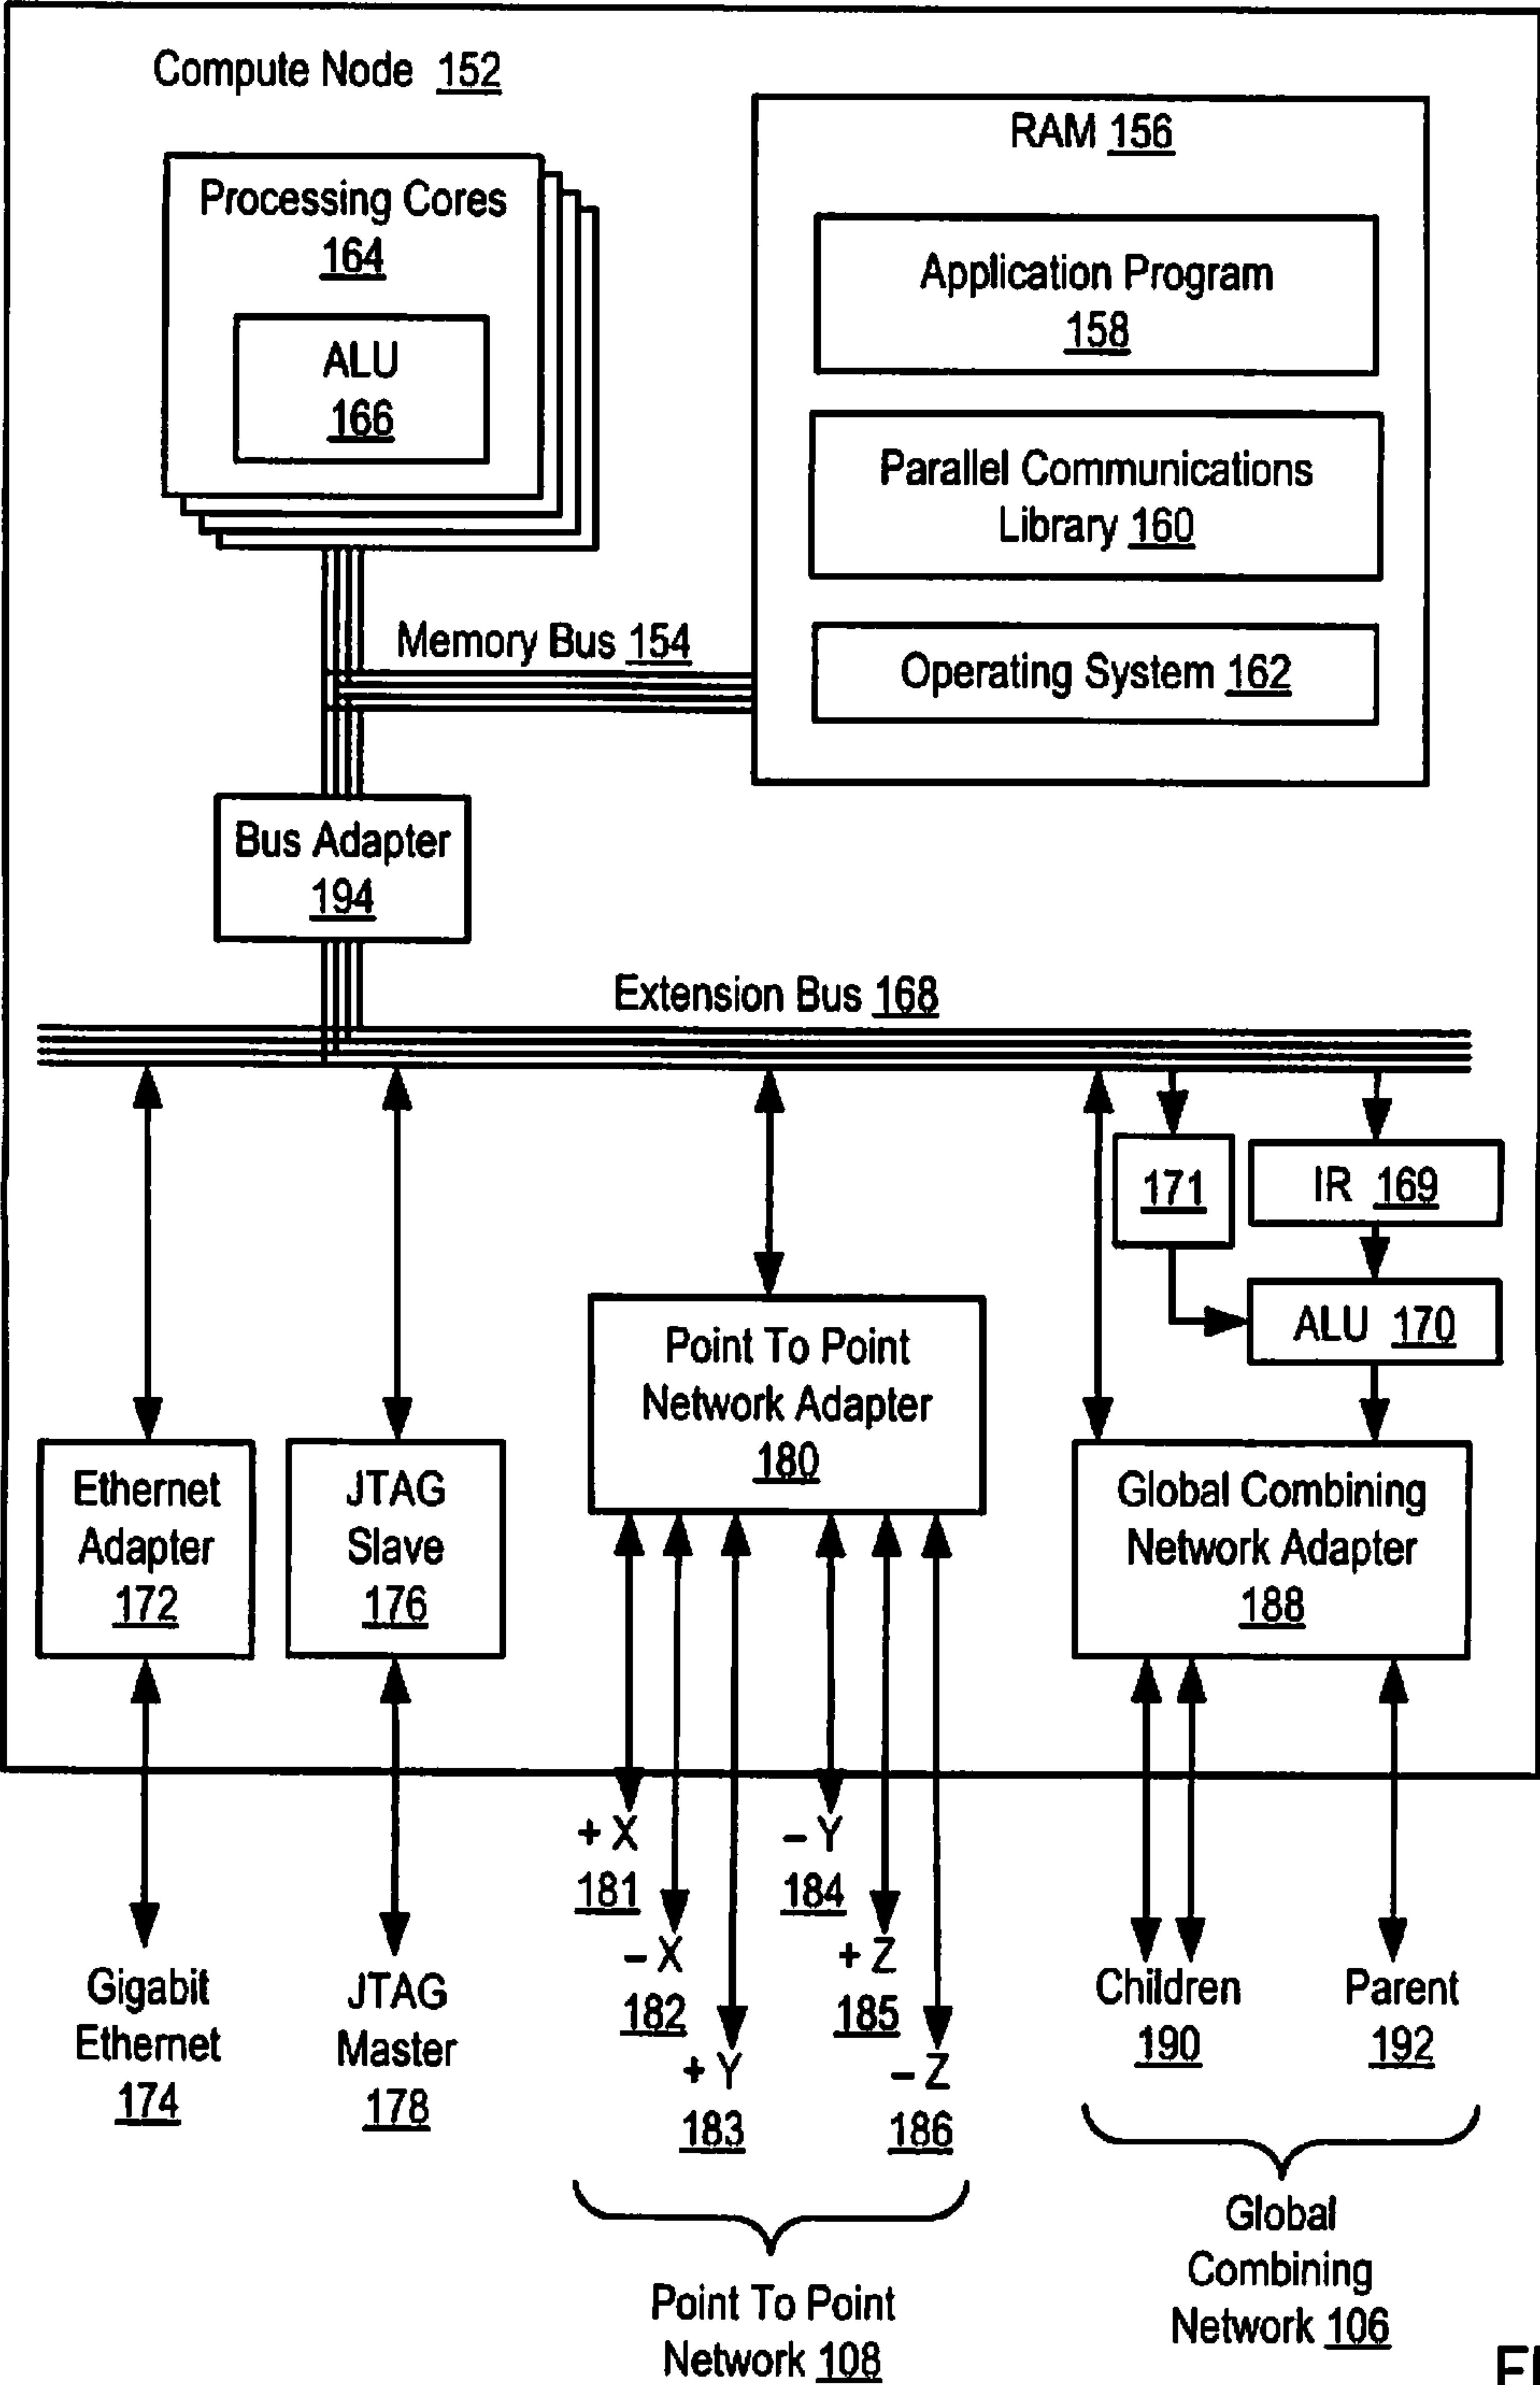 Compute Node 152
RAM 156
Processing Cores
164
ALU
166
Application Program
158
Parallel Communications
Library 160
Operating System 162
Memory Bus 154
Bus Adapter
194
Extension Bus 168
171
IR 169
ALU 170
Point To Point
Network Adapter
180
Ethernet
Adapter
172
JTAG
Slave
176
Global Combining
Network Adapter
188
+ X
181
– X
182
+ Y
183
– Y
184
+ Z
185
– Z
186
Gigabit
Ethernet
174
JTAG
Master
178
Children
190
Parent
192
Point To Point
Network 108
Global
Combining
Network 106